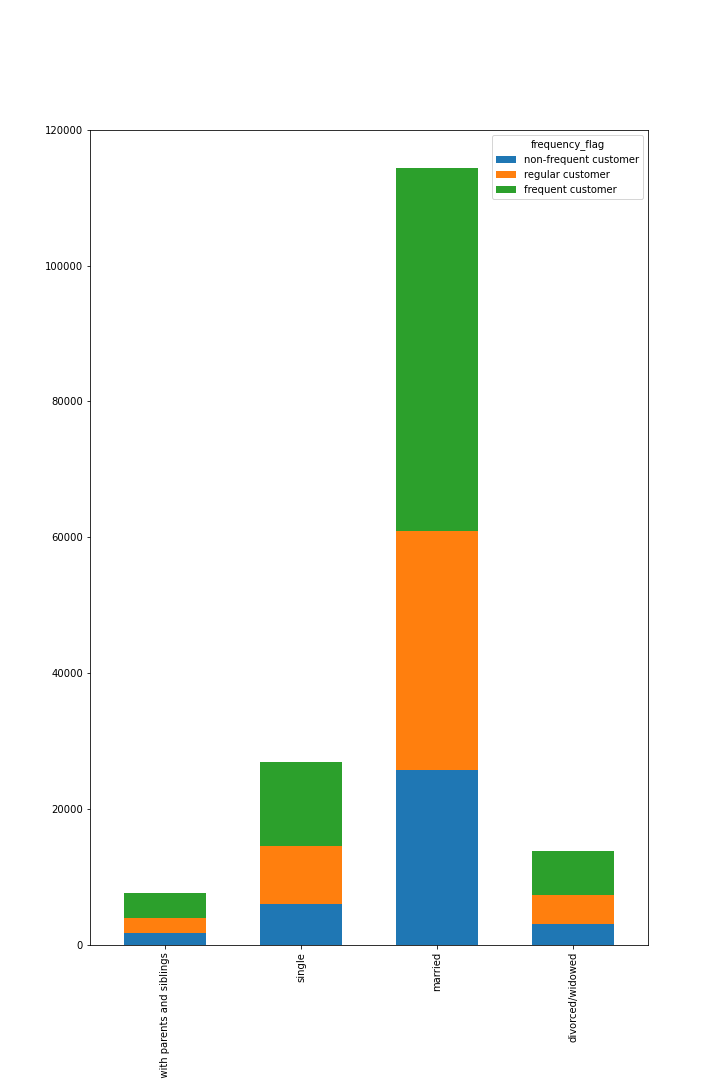 120000
100000
80000
60000
40000
20000
0
frequency_flag
non-frequent customer
regular customer
frequent customer
with parents and siblings
single
married
divorced/widowed